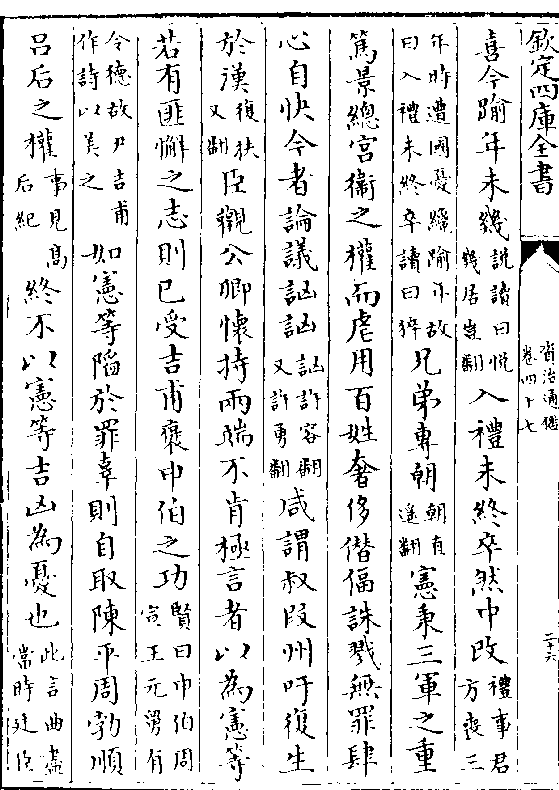 欽定四庫全書
資治通鑑
卷四十七
二十六
喜今踰年未幾說讀曰悅幾居豈翻入禮未終卒然中改禮事君方喪三
年時遭國憂纔踰年故曰入禮未終卒讀曰猝兄弟專朝朝直遥翻憲秉三軍之重
篤景總宫衛之權而虐用百姓奢侈僭偪誅戮無罪肆
心自快今者論議訩訩訩許容翻又許勇翻咸謂叔段州吁復生
於漢復扶又翻臣觀公卿懷持兩端不肯極言者以為憲等
若有匪懈之志則已受吉甫褒申伯之功賢曰申伯周宣王元舅有
令德故尹吉甫作詩以美之如憲等陷於罪辜則自取陳平周勃順
吕后之權事見高后紀終不以憲等吉凶為憂也此言曲盡當時廷臣